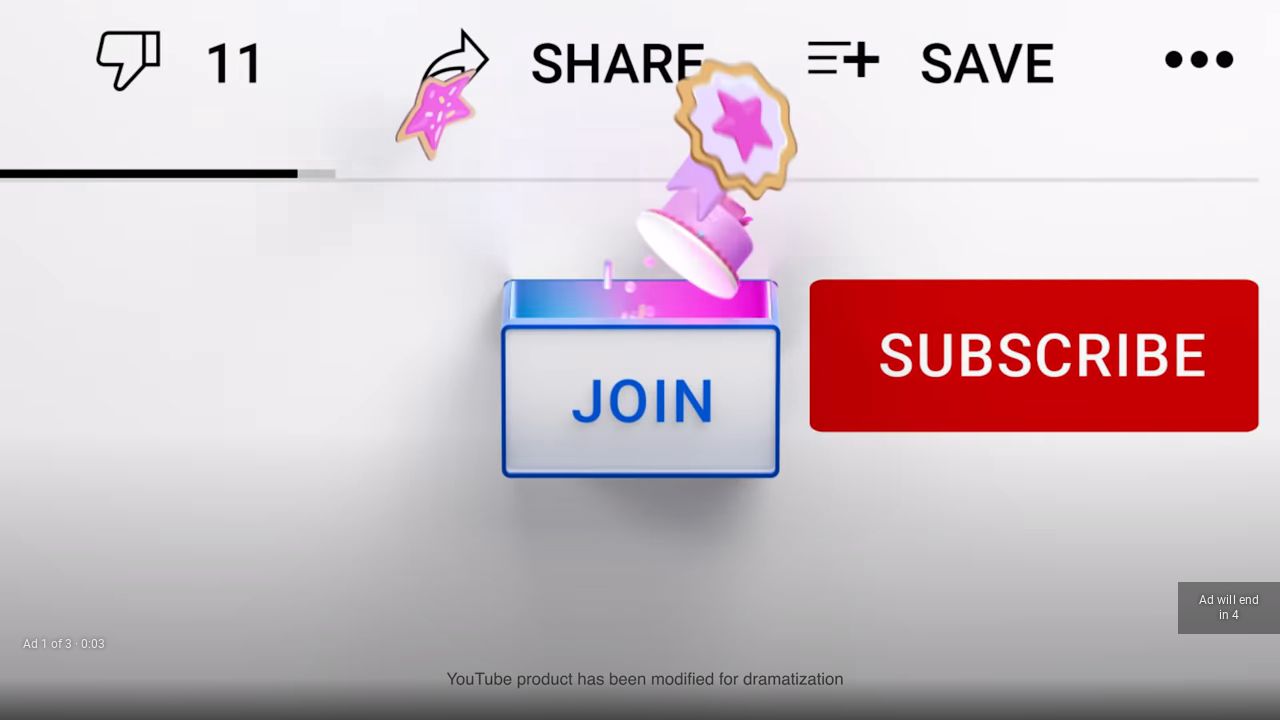 11
SHARE
SAVE
JOIN
SUBSCRIBE
Ad will end
in 4
Ad 1 of 3 · 0:03
YouTube product has been modified for dramatization